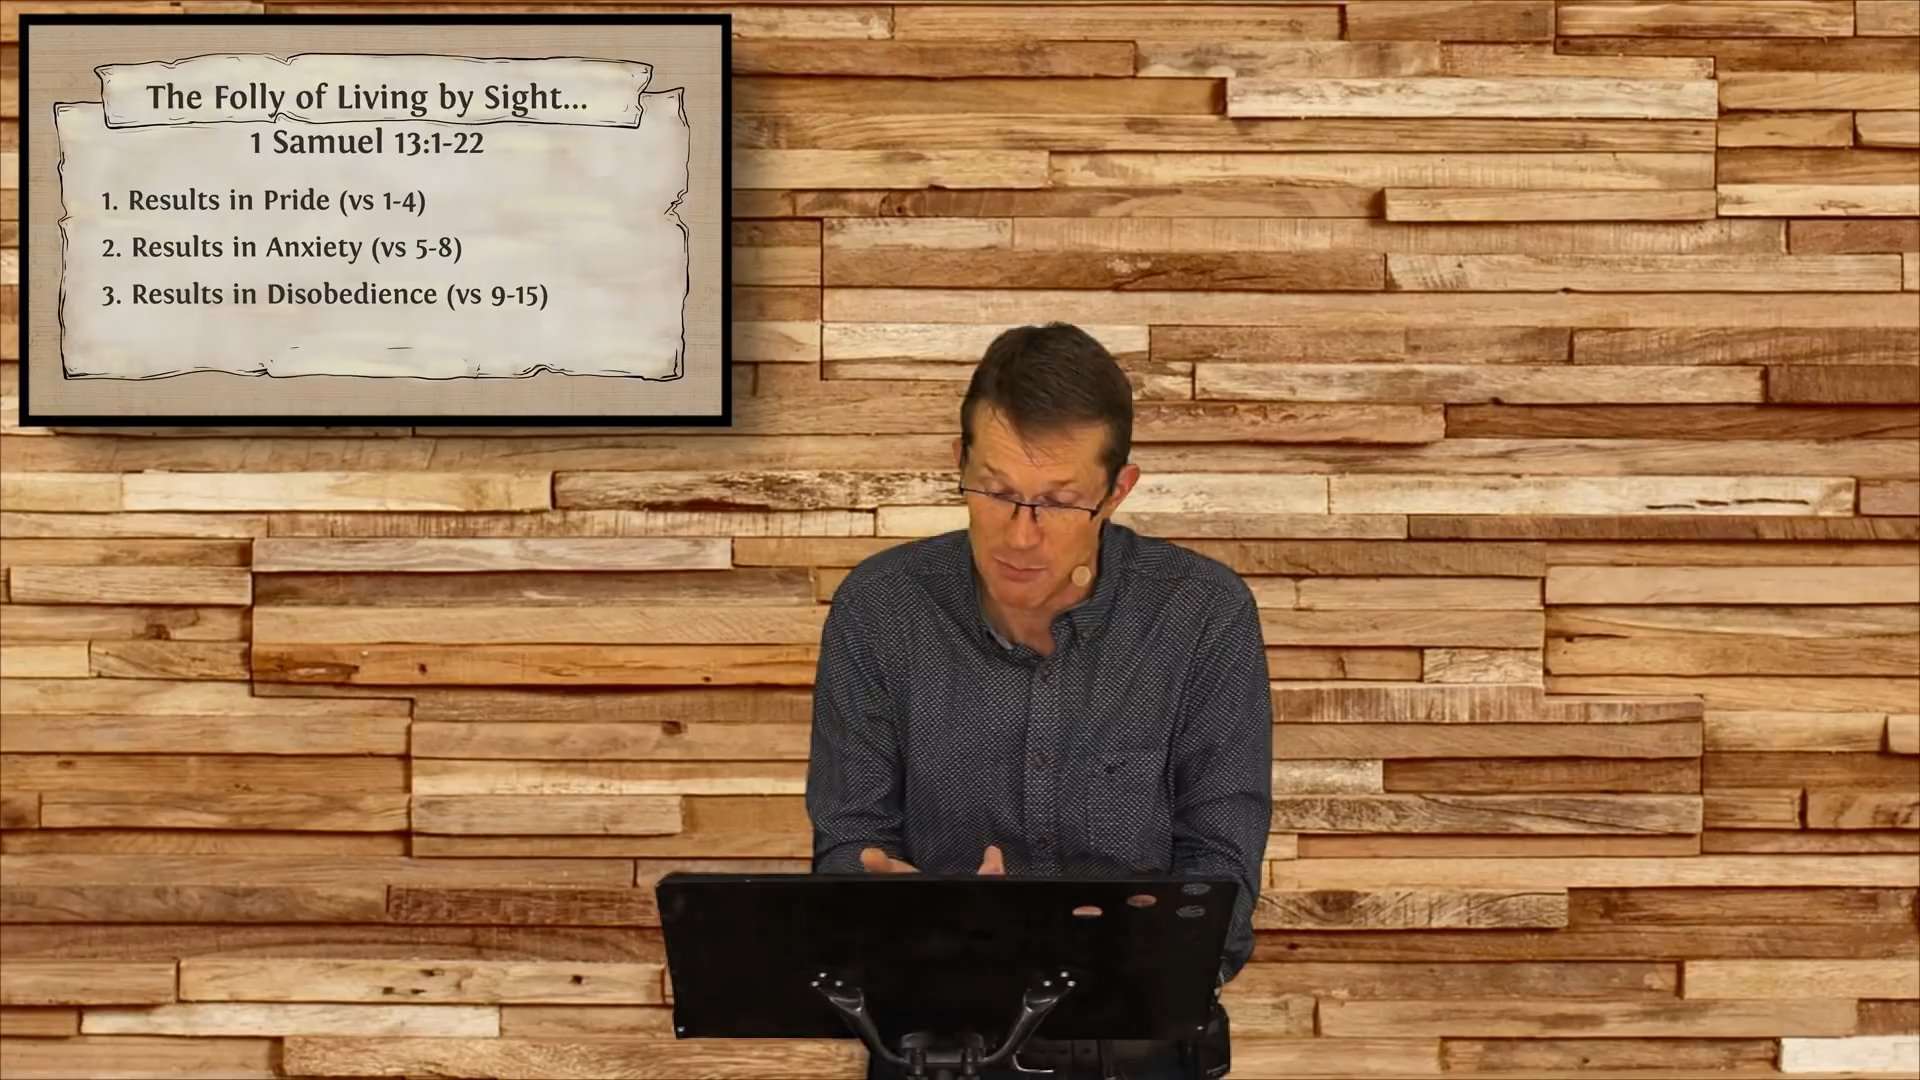 The Folly of Living by Sight...
1 Samuel 13:1-22
1. Results in Pride (vs 1-4)
2. Results in Anxiety (vs 5-8)
3. Results in Disobedience (vs 9-15)